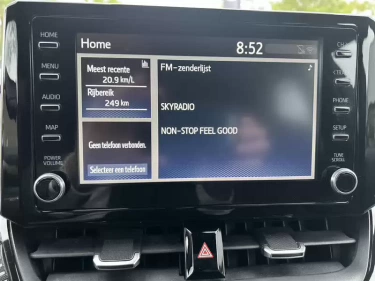 HOME
MENU
AUDIO
MAP
POWER
VOLUME
Home
8:52
Meest recente
20.9 km/L
Rijbereik
249 km
Geen telefoon verbonden.
Selecteer een telefoon
FM-zenderlijst
SKYRADIO
NON-STOP FEEL GOOD
PHONE
SETUP
TUNE
SCROLL